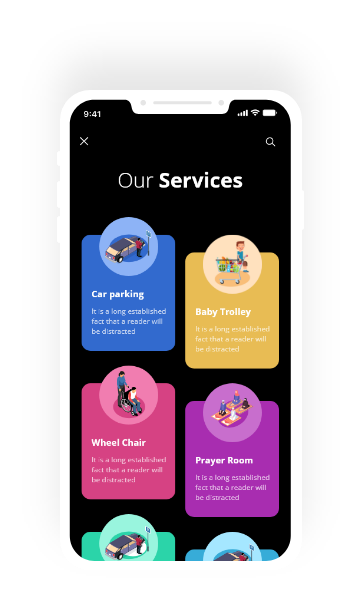 9:41
Our Services
Car parking
It is a long established
fact that a reader will
be distracted
Baby Trolley
It is a long established
fact that a reader will
be distracted
Wheel Chair
It is a long established
fact that a reader will
be distracted
Prayer Room
It is a long established
fact that a reader will
be distracted